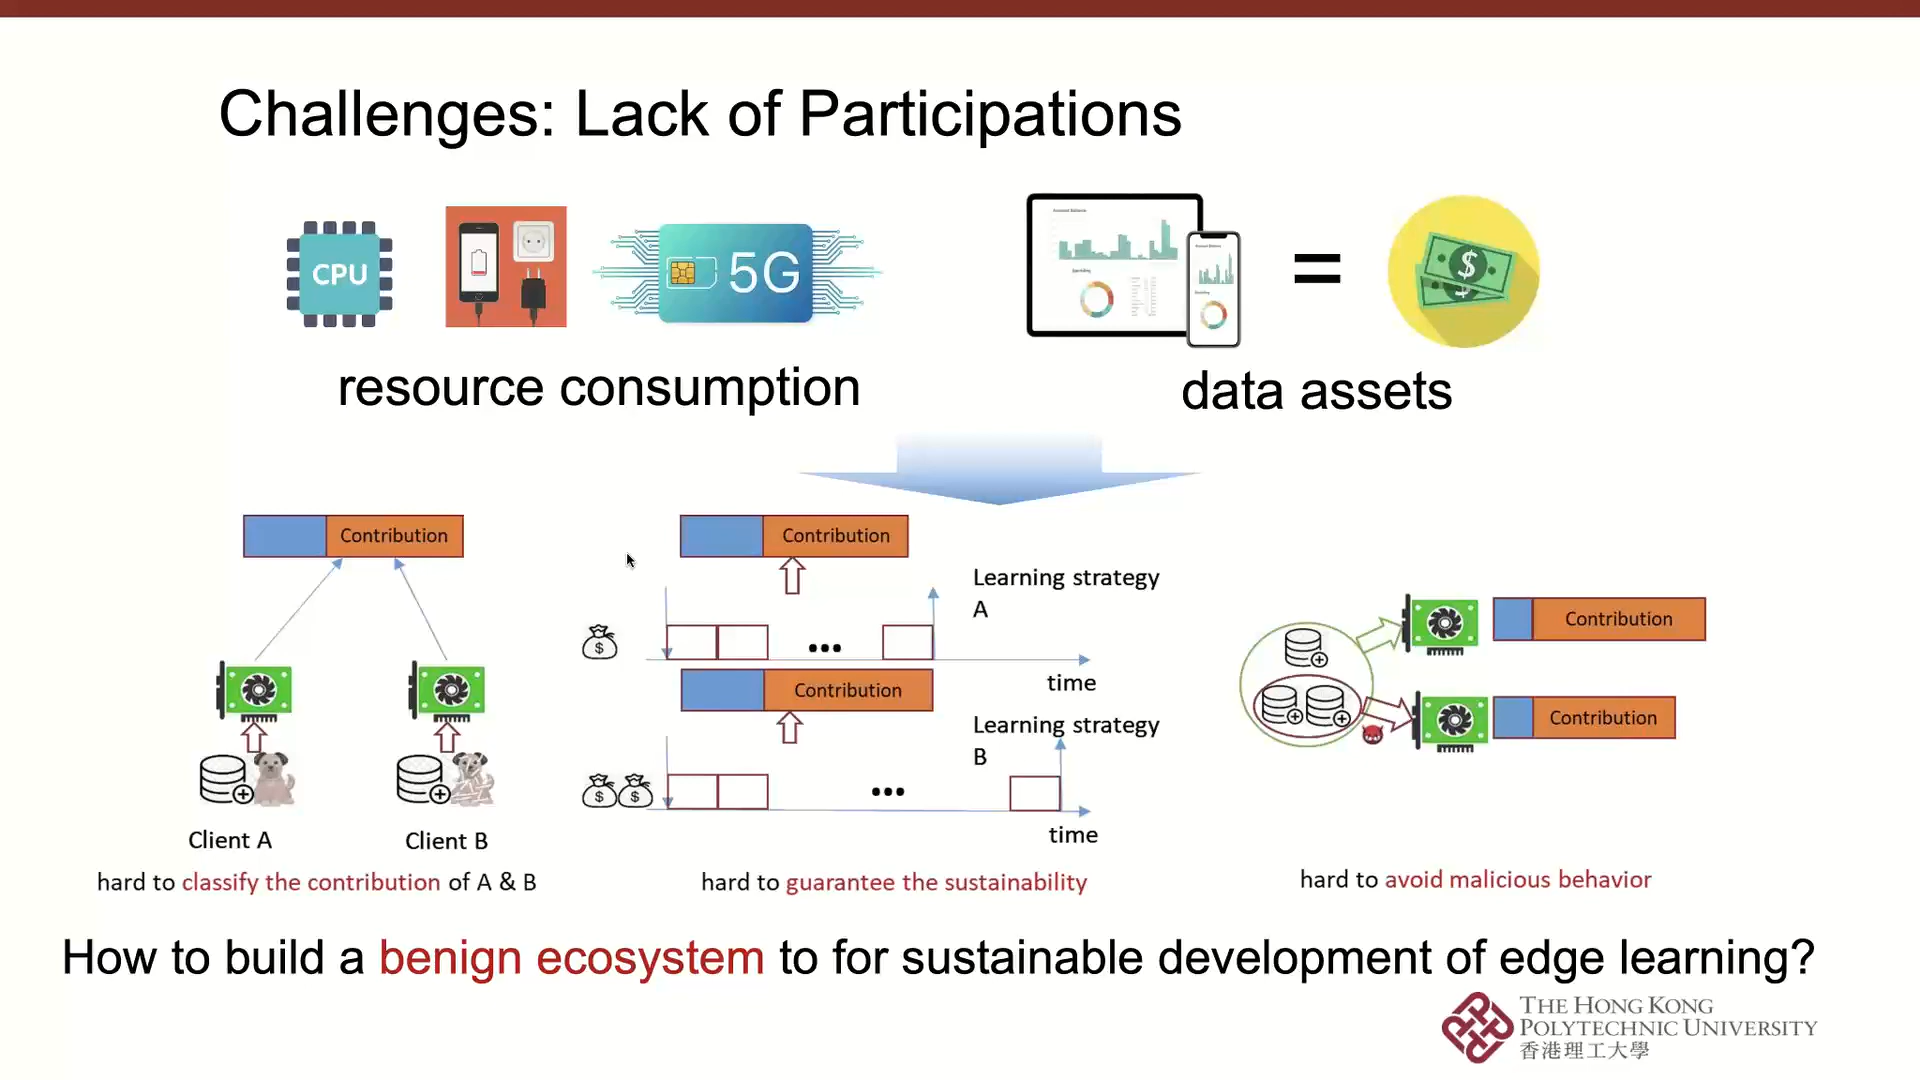 Challenges: Lack of Participations
CPU
5G
=
$
resource consumption
data assets
Contribution
Client A
Client B
hard to classify the contribution of A & B
Contribution
Learning strategy
A
$
...
time
Contribution
Learning strategy
B
$ $
...
time
hard to guarantee the sustainability
Contribution
Contribution
hard to avoid malicious behavior
How to build a benign ecosystem to for sustainable development of edge learning?
THE HONG KONG
POLYTECHNIC UNIVERSITY
香港理工大學